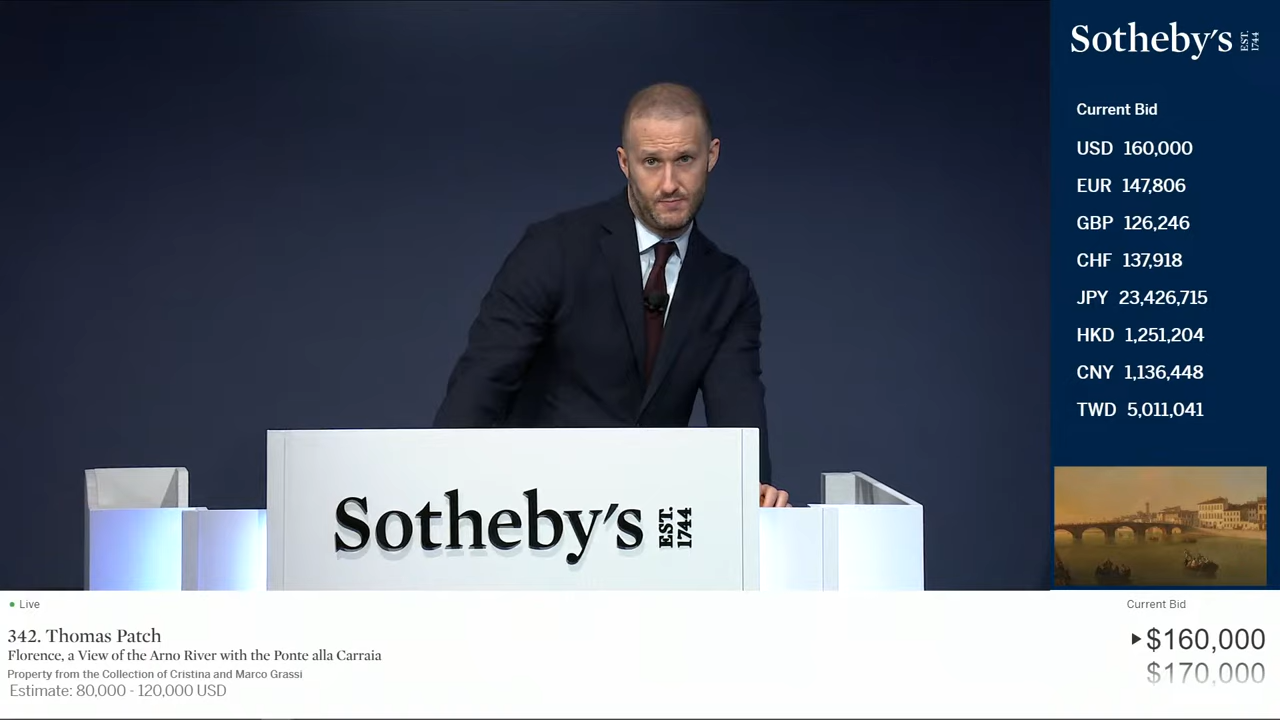 Sotheby's EST. 1744
Current Bid
USD 160,000
EUR 147,806
GBP 126,246
CHF 137,918
JPY 23,426,715
HKD 1,251,204
CNY 1,136,448
TWD 5,011,041
Sotheby's EST. 1744
Live
342. Thomas Patch
Florence, a View of the Arno River with the Ponte alla Carraia
Property from the Collection of Cristina and Marco Grassi
Estimate: 80,000 - 120,000 USD
Current Bid
$160,000
$170,000